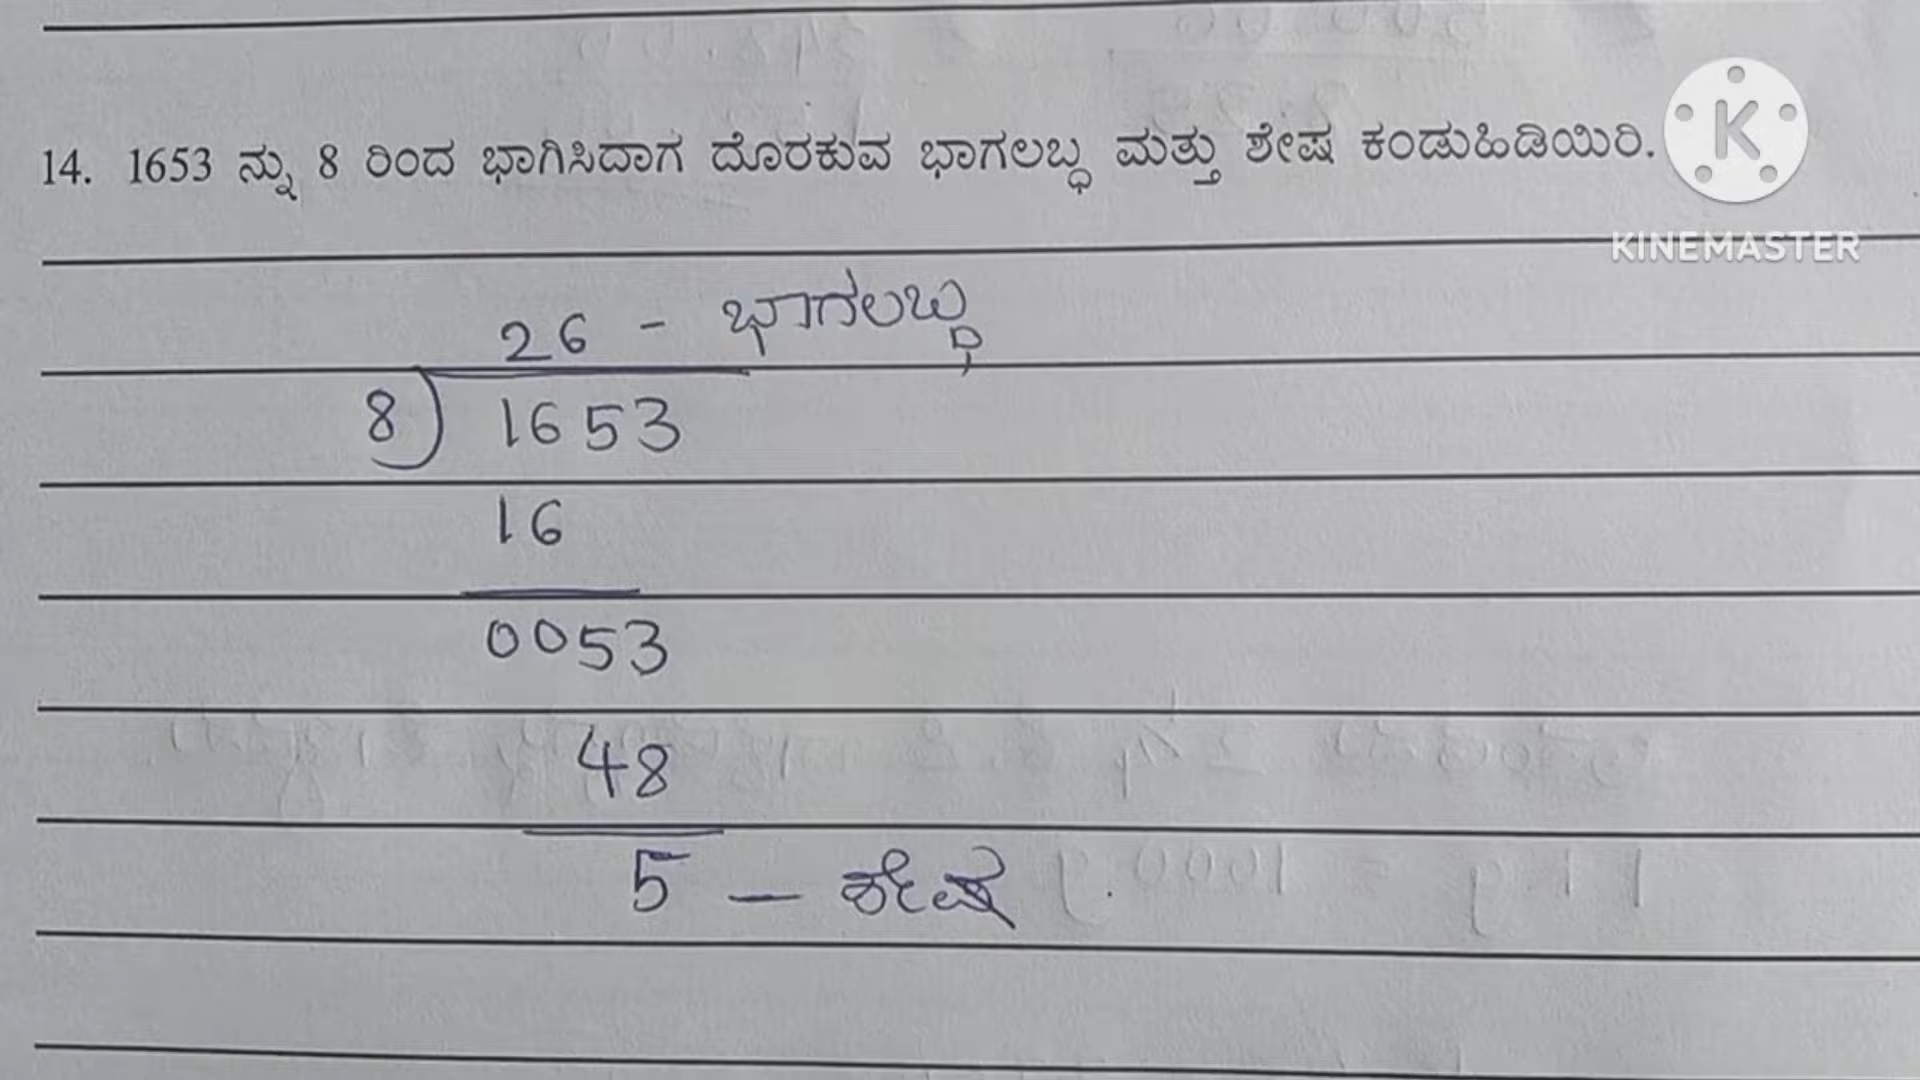 14. 1653 ನ್ನು 8 ರಿಂದ ಭಾಗಿಸಿದಾಗ ದೊರಕುವ ಭಾಗಲಬ್ಧ ಮತ್ತು ಶೇಷ ಕಂಡುಹಿಡಿಯಿರಿ.
K
KINEMASTER
26 - ಭಾಗಲಬ್ಧ
8) 1653
16
0053
48
5 - ಶೇಷ